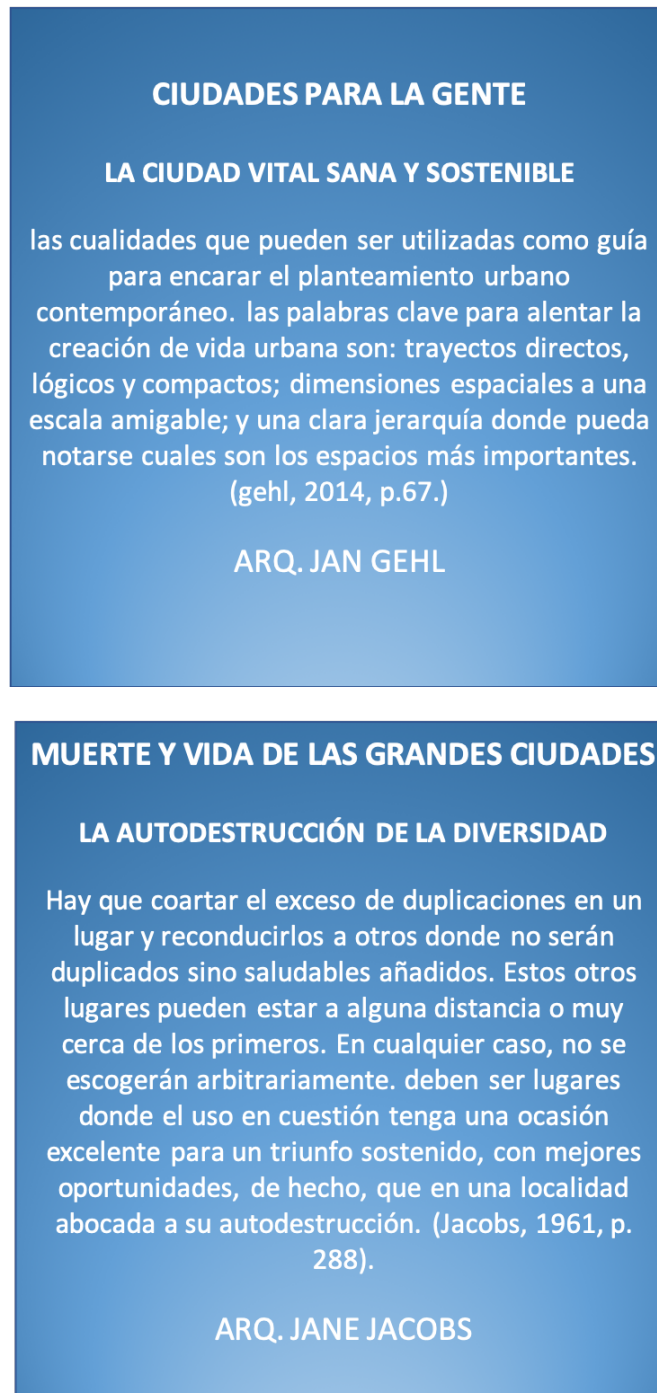 CIUDADES PARA LA GENTE
LA CIUDAD VITAL SANA Y SOSTENIBLE
las cualidades que pueden ser utilizadas como guía
para encarar el planteamiento urbano
contemporáneo. las palabras clave para alentar la
creación de vida urbana son: trayectos directos,
lógicos y compactos; dimensiones espaciales a una
escala amigable; y una clara jerarquía donde pueda
notarse cuales son los espacios más importantes.
(gehl, 2014, p.67.)
ARQ. JAN GEHL
MUERTE Y VIDA DE LAS GRANDES CIUDADES
LA AUTODESTRUCCIÓN DE LA DIVERSIDAD
Hay que coartar el exceso de duplicaciones en un
lugar y reconducirlos a otros donde no serán
duplicados sino saludables añadidos. Estos otros
lugares pueden estar a alguna distancia o muy
cerca de los primeros. En cualquier caso, no se
escogerán arbitrariamente. deben ser lugares
donde el uso en cuestión tenga una ocasión
excelente para un triunfo sostenido, con mejores
oportunidades, de hecho, que en una localidad
abocada a su autodestrucción. (Jacobs, 1961, p.
288).
ARQ. JANE JACOBS